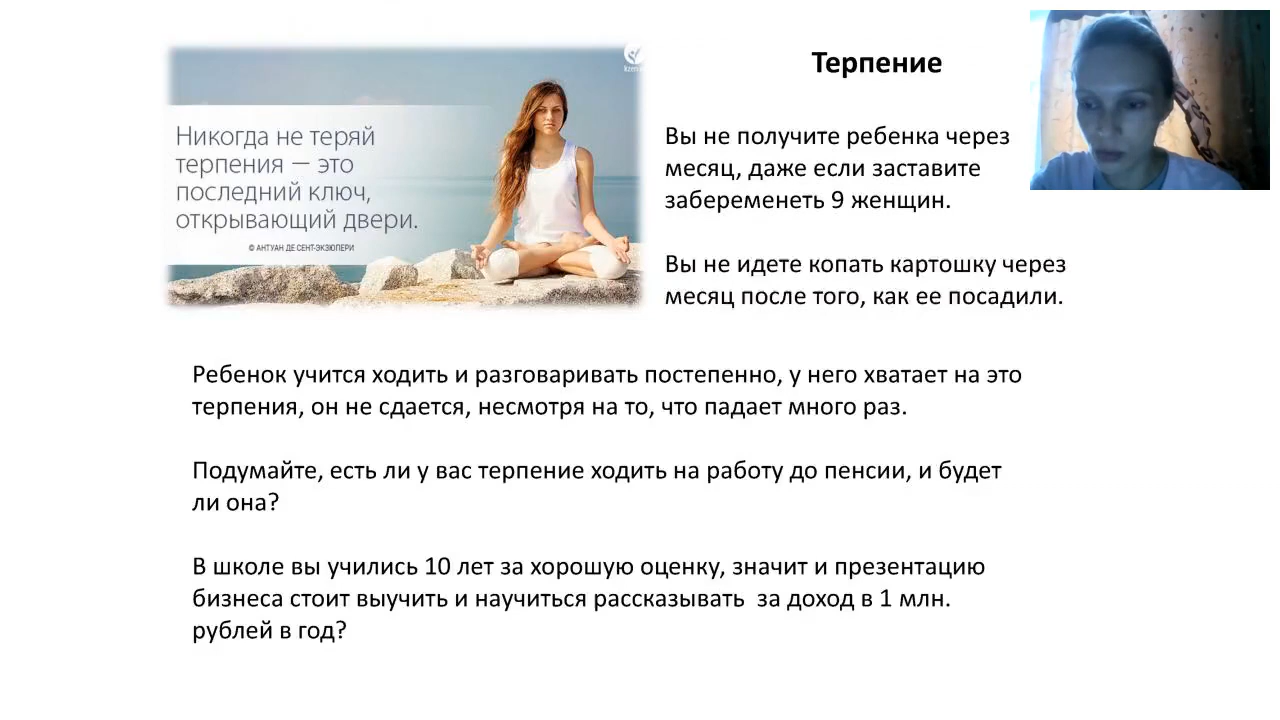 Терпение
Никогда не теряй
терпения — это
последний ключ,
открывающий двери.
© АНТУАН ДЕ СЕНТ-ЭКЗЮПЕРИ
Вы не получите ребенка через
месяц, даже если заставите
забеременеть 9 женщин.
Вы не идете копать картошку через
месяц после того, как ее посадили.
Ребенок учится ходить и разговаривать постепенно, у него хватает на это
терпения, он не сдается, несмотря на то, что падает много раз.
Подумайте, есть ли у вас терпение ходить на работу до пенсии, и будет
ли она?
В школе вы учились 10 лет за хорошую оценку, значит и презентацию
бизнеса стоит выучить и научиться рассказывать  за доход в 1 млн.
рублей в год?